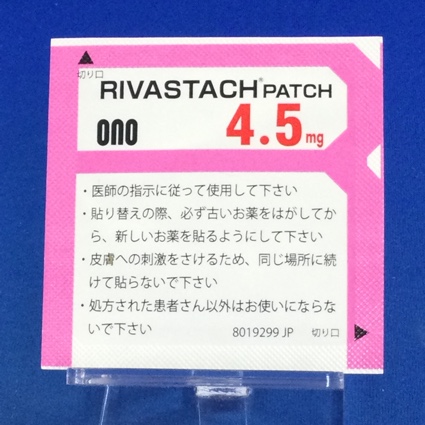 切り口
RIVASTACH® PATCH
ono 4.5mg
・医師の指示に従って使用して下さい
・貼り替えの際、必ず古いお薬をはがしてか
ら、新しいお薬を貼るようにして下さい
・皮膚への刺激をさけるため、同じ場所に続
けて貼らないで下さい
・処方された患者さん以外はお使いにならな
いで下さい
8019299 JP 切り口